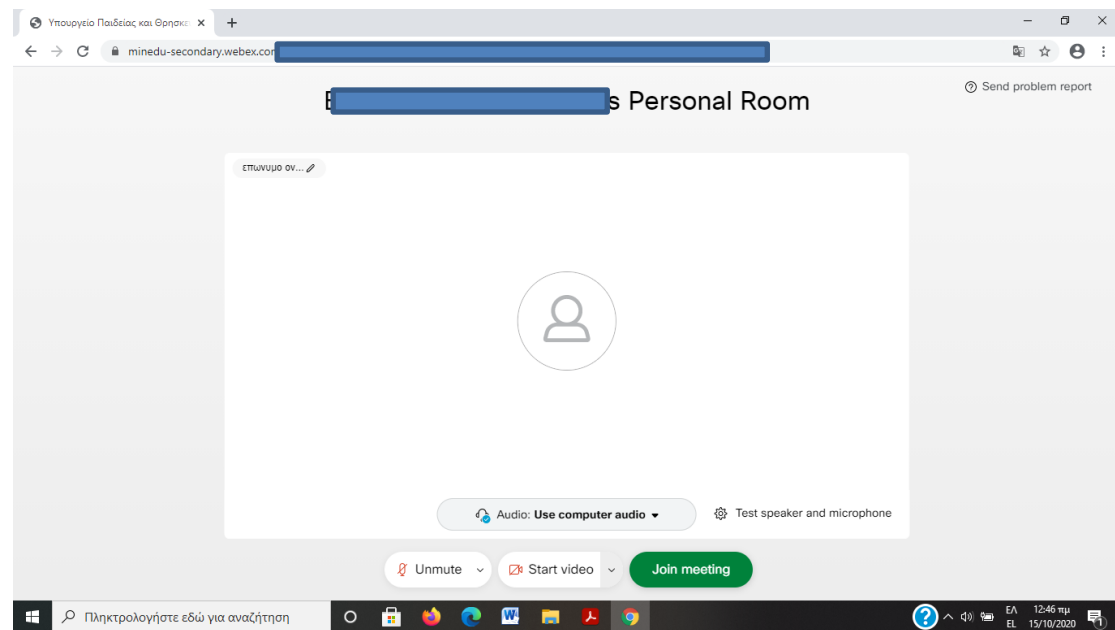 Υπουργείο Παιδείας και Θρησκε
minedu-secondary.webex.com
Send problem report
s Personal Room
επωνυμο ον...
Audio: Use computer audio
Test speaker and microphone
Unmute
Start video
Join meeting
Πληκτρολογήστε εδώ για αναζήτηση
ΕΛ 12:46 πμ
EL 15/10/2020